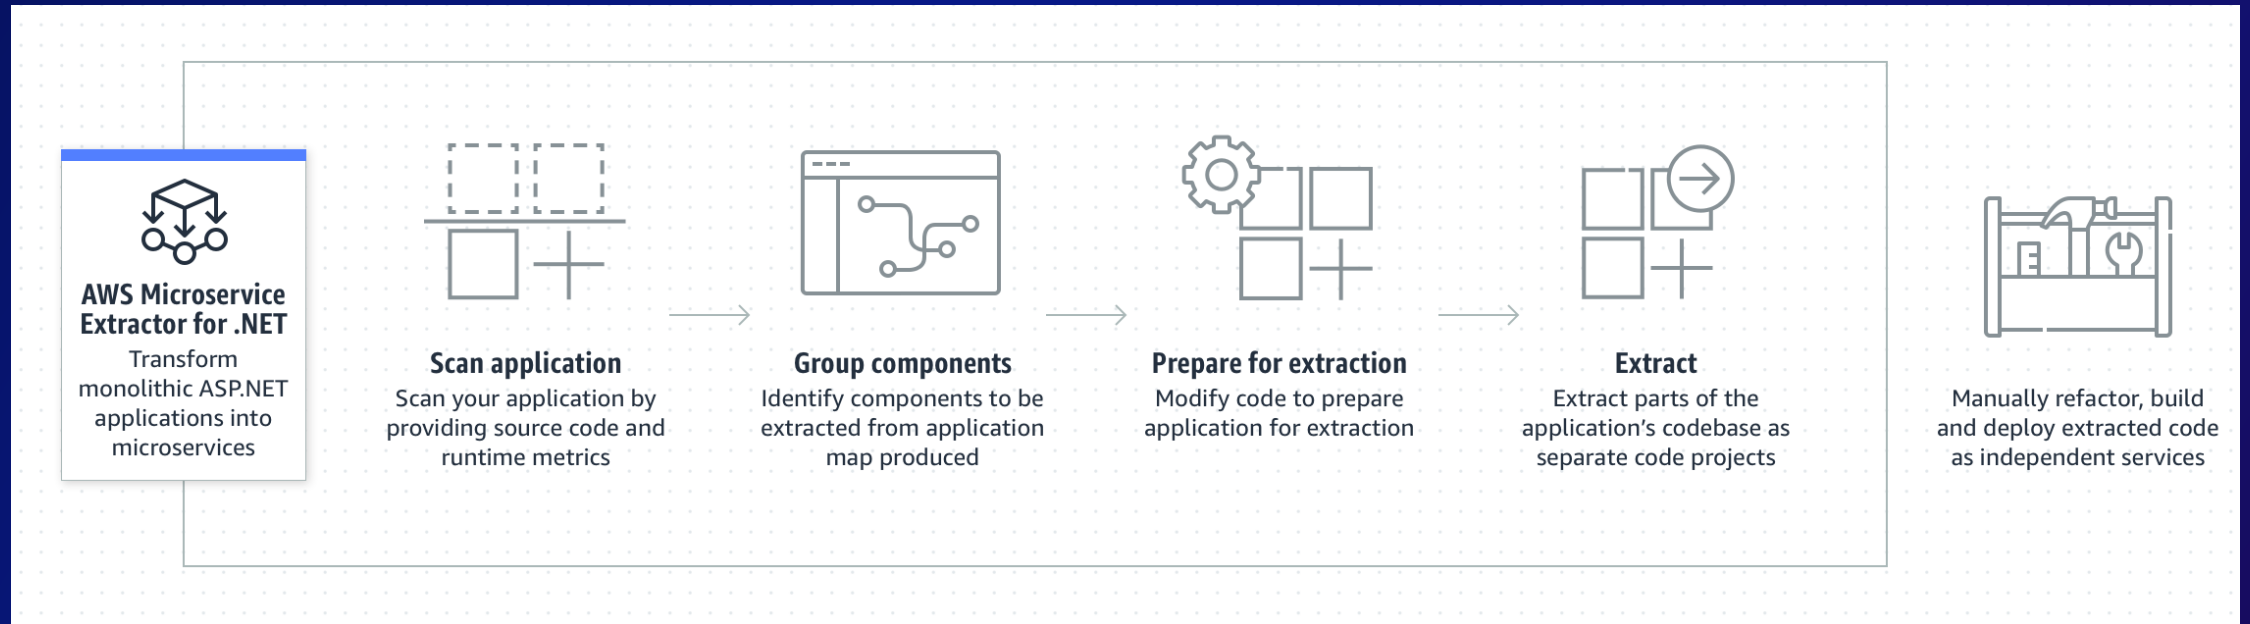 AWS Microservice
Extractor for .NET
Transform
monolithic ASP.NET
applications into
microservices
Scan application
Scan your application by
providing source code and
runtime metrics
Group components
Identify components to be
extracted from application
map produced
Prepare for extraction
Modify code to prepare
application for extraction
Extract
Extract parts of the
application’s codebase as
separate code projects
Manually refactor, build
and deploy extracted code
as independent services